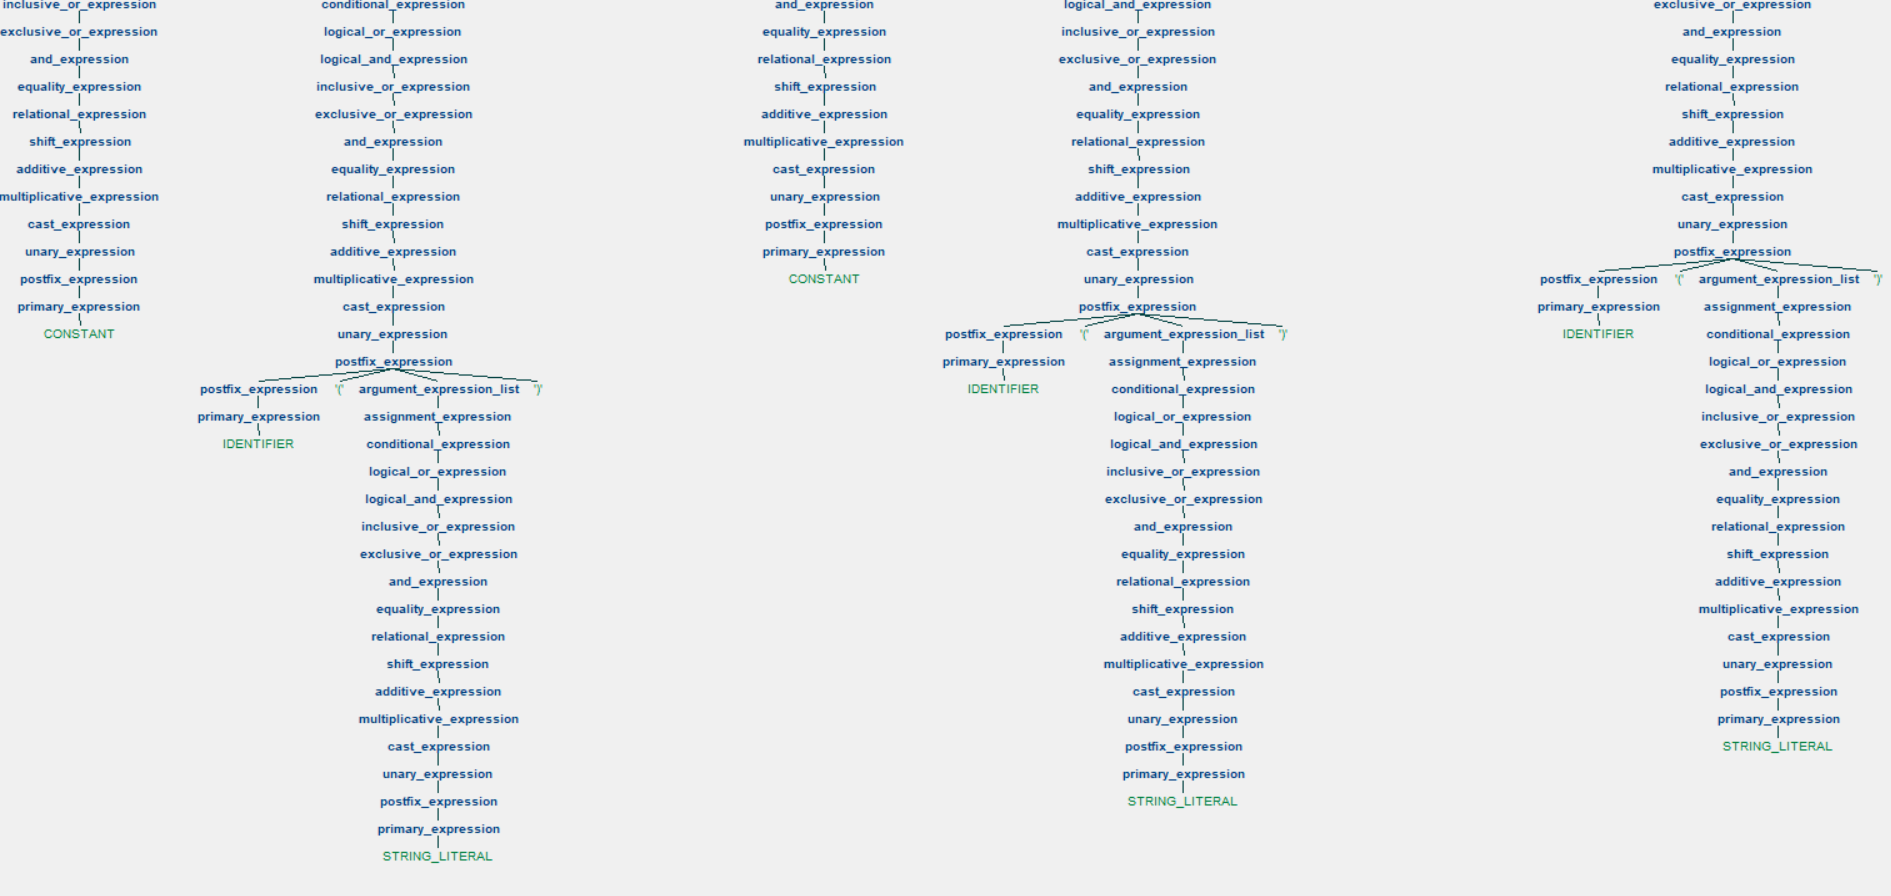 inclusive_or_expression
exclusive_or_expression
and_expression
equality_expression
relational_expression
shift_expression
additive_expression
multiplicative_expression
cast_expression
unary_expression
postfix_expression
primary_expression
CONSTANT
conditional_expression
logical_or_expression
logical_and_expression
inclusive_or_expression
exclusive_or_expression
and_expression
equality_expression
relational_expression
shift_expression
additive_expression
multiplicative_expression
cast_expression
unary_expression
postfix_expression
postfix_expression '(' argument_expression_list ')'
primary_expression assignment_expression
IDENTIFIER conditional_expression
logical_or_expression
logical_and_expression
inclusive_or_expression
exclusive_or_expression
and_expression
equality_expression
relational_expression
shift_expression
additive_expression
multiplicative_expression
cast_expression
unary_expression
postfix_expression
primary_expression
STRING_LITERAL
and_expression
equality_expression
relational_expression
shift_expression
additive_expression
multiplicative_expression
cast_expression
unary_expression
postfix_expression
primary_expression
CONSTANT
logical_and_expression
inclusive_or_expression
exclusive_or_expression
and_expression
equality_expression
relational_expression
shift_expression
additive_expression
multiplicative_expression
cast_expression
unary_expression
postfix_expression
postfix_expression '(' argument_expression_list ')'
primary_expression assignment_expression
IDENTIFIER conditional_expression
logical_or_expression
logical_and_expression
inclusive_or_expression
exclusive_or_expression
and_expression
equality_expression
relational_expression
shift_expression
additive_expression
multiplicative_expression
cast_expression
unary_expression
postfix_expression
primary_expression
STRING_LITERAL
exclusive_or_expression
and_expression
equality_expression
relational_expression
shift_expression
additive_expression
multiplicative_expression
cast_expression
unary_expression
postfix_expression
postfix_expression '(' argument_expression_list ')'
primary_expression assignment_expression
IDENTIFIER conditional_expression
logical_or_expression
logical_and_expression
inclusive_or_expression
exclusive_or_expression
and_expression
equality_expression
relational_expression
shift_expression
additive_expression
multiplicative_expression
cast_expression
unary_expression
postfix_expression
primary_expression
STRING_LITERAL